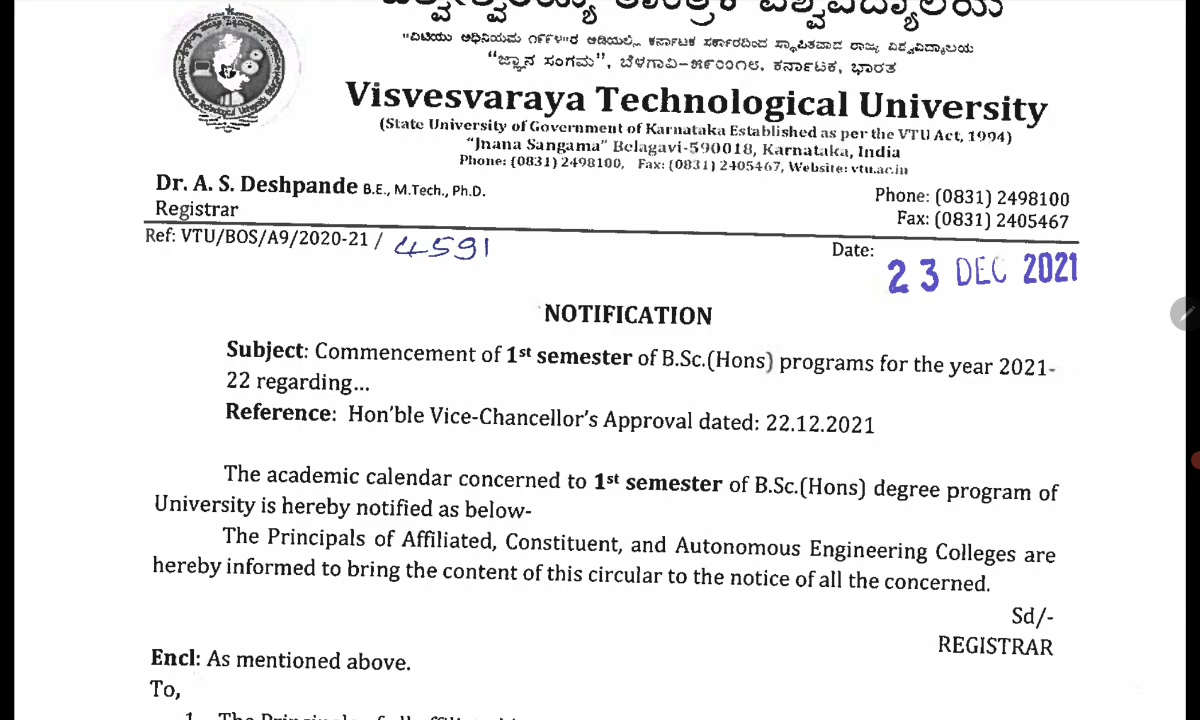 ವಿಶ್ವೇಶ್ವರಯ್ಯ ತಾಂತ್ರಿಕ ವಿಶ್ವವಿದ್ಯಾಲಯ
"ವಿಟಿಯು ಅಧಿನಿಯಮ ೧೯೯೪"ರ ಅಡಿಯಲ್ಲಿ ಕರ್ನಾಟಕ ಸರ್ಕಾರದಿಂದ ಸ್ಥಾಪಿತವಾದ ರಾಜ್ಯ ವಿಶ್ವವಿದ್ಯಾಲಯ
"ಜ್ಞಾನ ಸಂಗಮ", ಬೆಳಗಾವಿ-೫೯೦೦೧೮, ಕರ್ನಾಟಕ, ಭಾರತ
Visvesvaraya Technological University
(State University of Government of Karnataka Established as per the VTU Act, 1994)
"Jnana Sangama" Belagavi-590018, Karnataka, India
Phone: (0831) 2498100, Fax: (0831) 2405467, Website: vtu.ac.in
Dr. A. S. Deshpande B.E., M.Tech., Ph.D.
Registrar
Phone: (0831) 2498100
Fax: (0831) 2405467
Ref: VTU/BOS/A9/2020-21 / 4591
Date: 23 DEC 2021
NOTIFICATION
Subject: Commencement of 1st semester of B.Sc.(Hons) programs for the year 2021-
22 regarding...
Reference: Hon'ble Vice-Chancellor's Approval dated: 22.12.2021
The academic calendar concerned to 1st semester of B.Sc.(Hons) degree program of
University is hereby notified as below-
The Principals of Affiliated, Constituent, and Autonomous Engineering Colleges are
hereby informed to bring the content of this circular to the notice of all the concerned.
Sd/-
REGISTRAR
Encl: As mentioned above.
To,